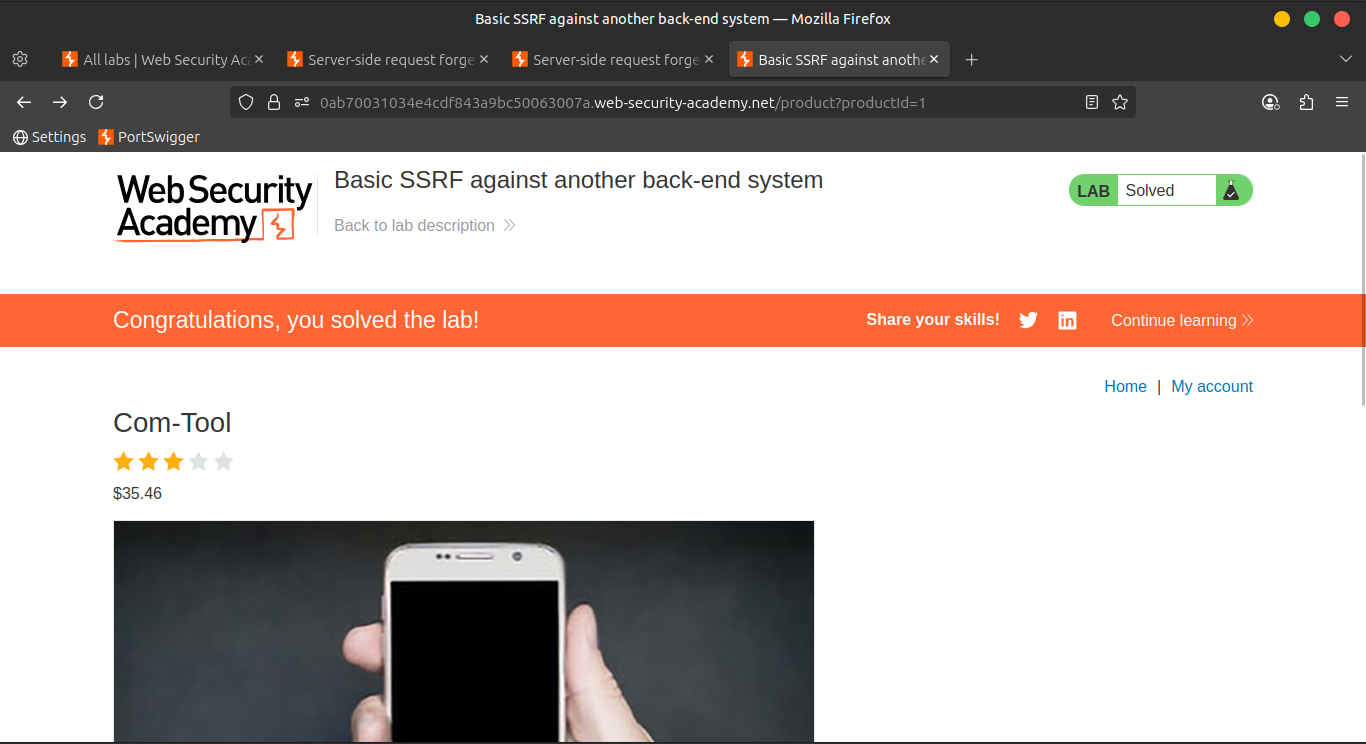 Basic SSRF against another back-end system — Mozilla Firefox
All labs | Web Security Ac
Server-side request forge
Server-side request forge
Basic SSRF against anothe
0ab70031034e4cdf843a9bc50063007a.web-security-academy.net/product?productId=1
Settings PortSwigger
Web Security
Academy
Basic SSRF against another back-end system
Back to lab description
LAB Solved
Congratulations, you solved the lab!
Share your skills!
Continue learning
Home | My account
Com-Tool
$35.46